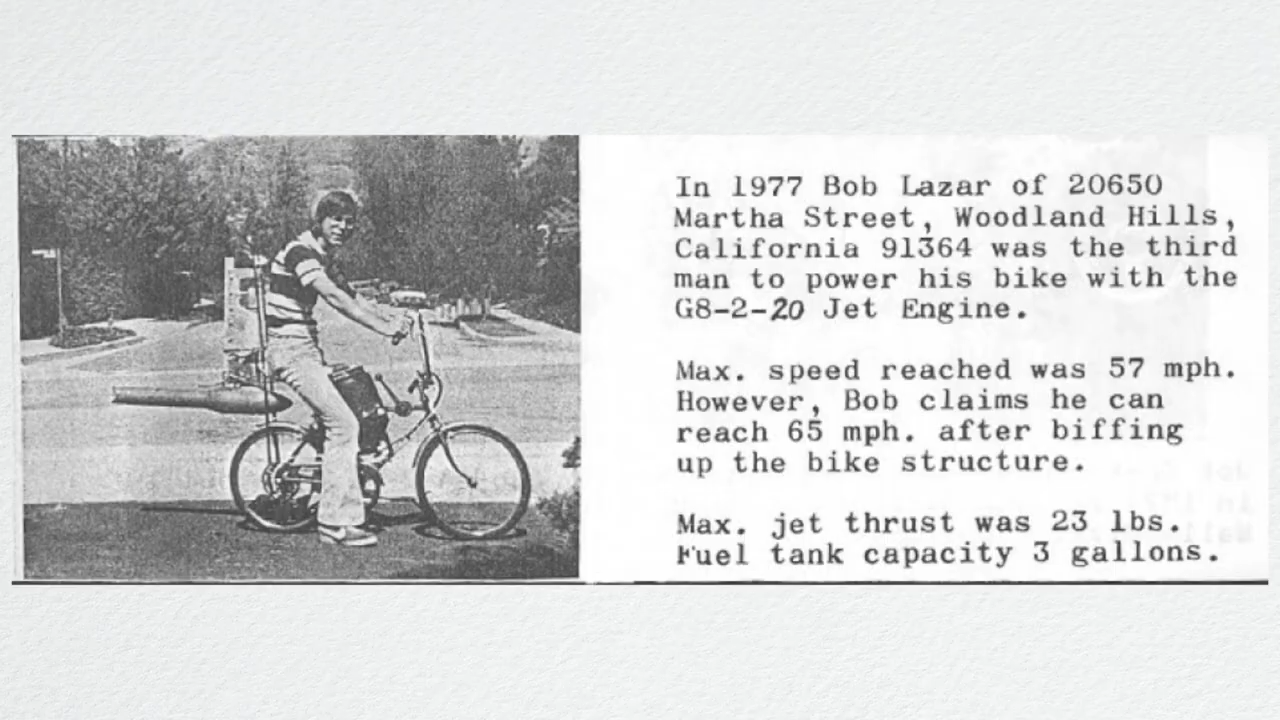 In 1977 Bob Lazar of 20650
Martha Street, Woodland Hills,
California 91364 was the third
man to power his bike with the
G8-2-20 Jet Engine.
Max. speed reached was 57 mph.
However, Bob claims he can
reach 65 mph. after biffing
up the bike structure.
Max. jet thrust was 23 lbs.
Fuel tank capacity 3 gallons.